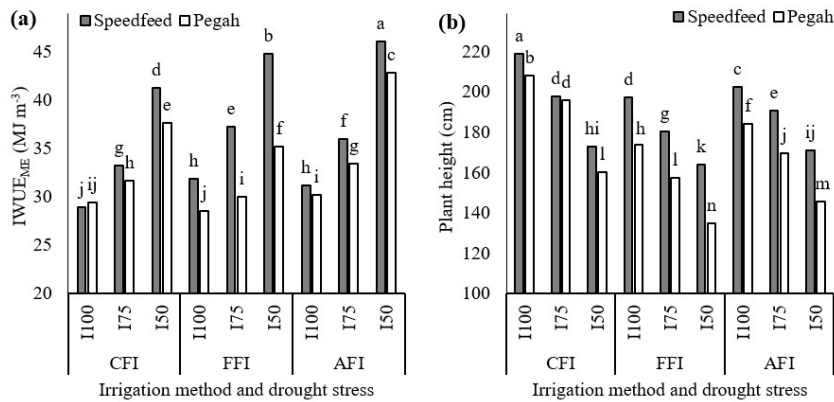 (a)
Speedfeed Pegah
IWUE_ME (MJ m-3)
45
40
35
30
25
20
j ij g h d e h j e i b f h i f g a c
I100 I75 I50 I100 I75 I50 I100 I75 I50
CFI FFI AFI
Irrigation method and drought stress
(b)
Speedfeed Pegah
Plant height (cm)
220
200
180
160
140
120
100
a b d d hi l d h g l k n c f e j ij m
I100 I75 I50 I100 I75 I50 I100 I75 I50
CFI FFI AFI
Irrigation method and drought stress